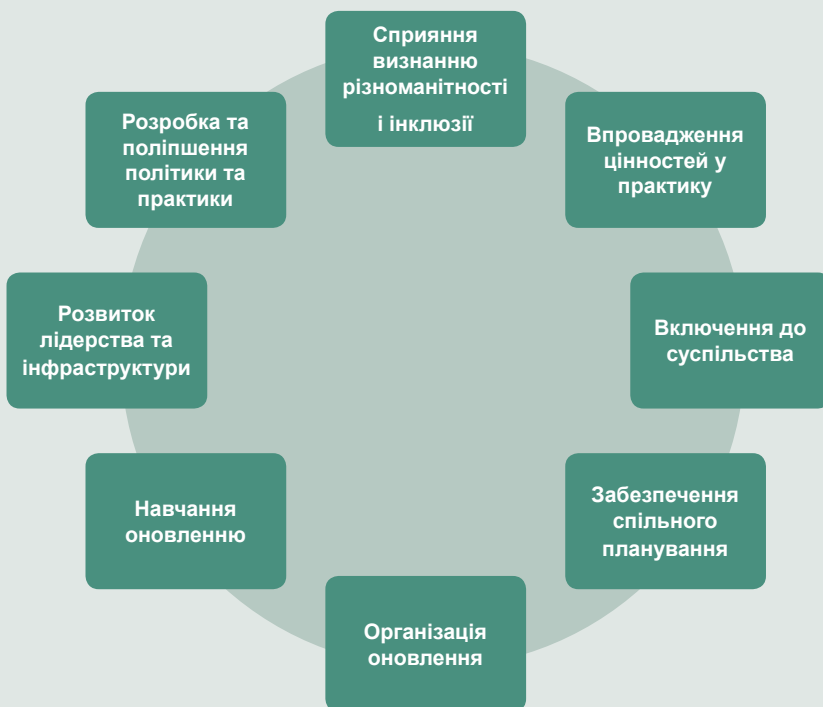 Сприяння
визнанню
різноманітності
і інклюзії
Впровадження
цінностей у
практику
Включення до
суспільства
Забезпечення
спільного
планування
Організація
оновлення
Навчання
оновленню
Розвиток
лідерства та
інфраструктури
Розробка та
поліпшення
політики та
практики